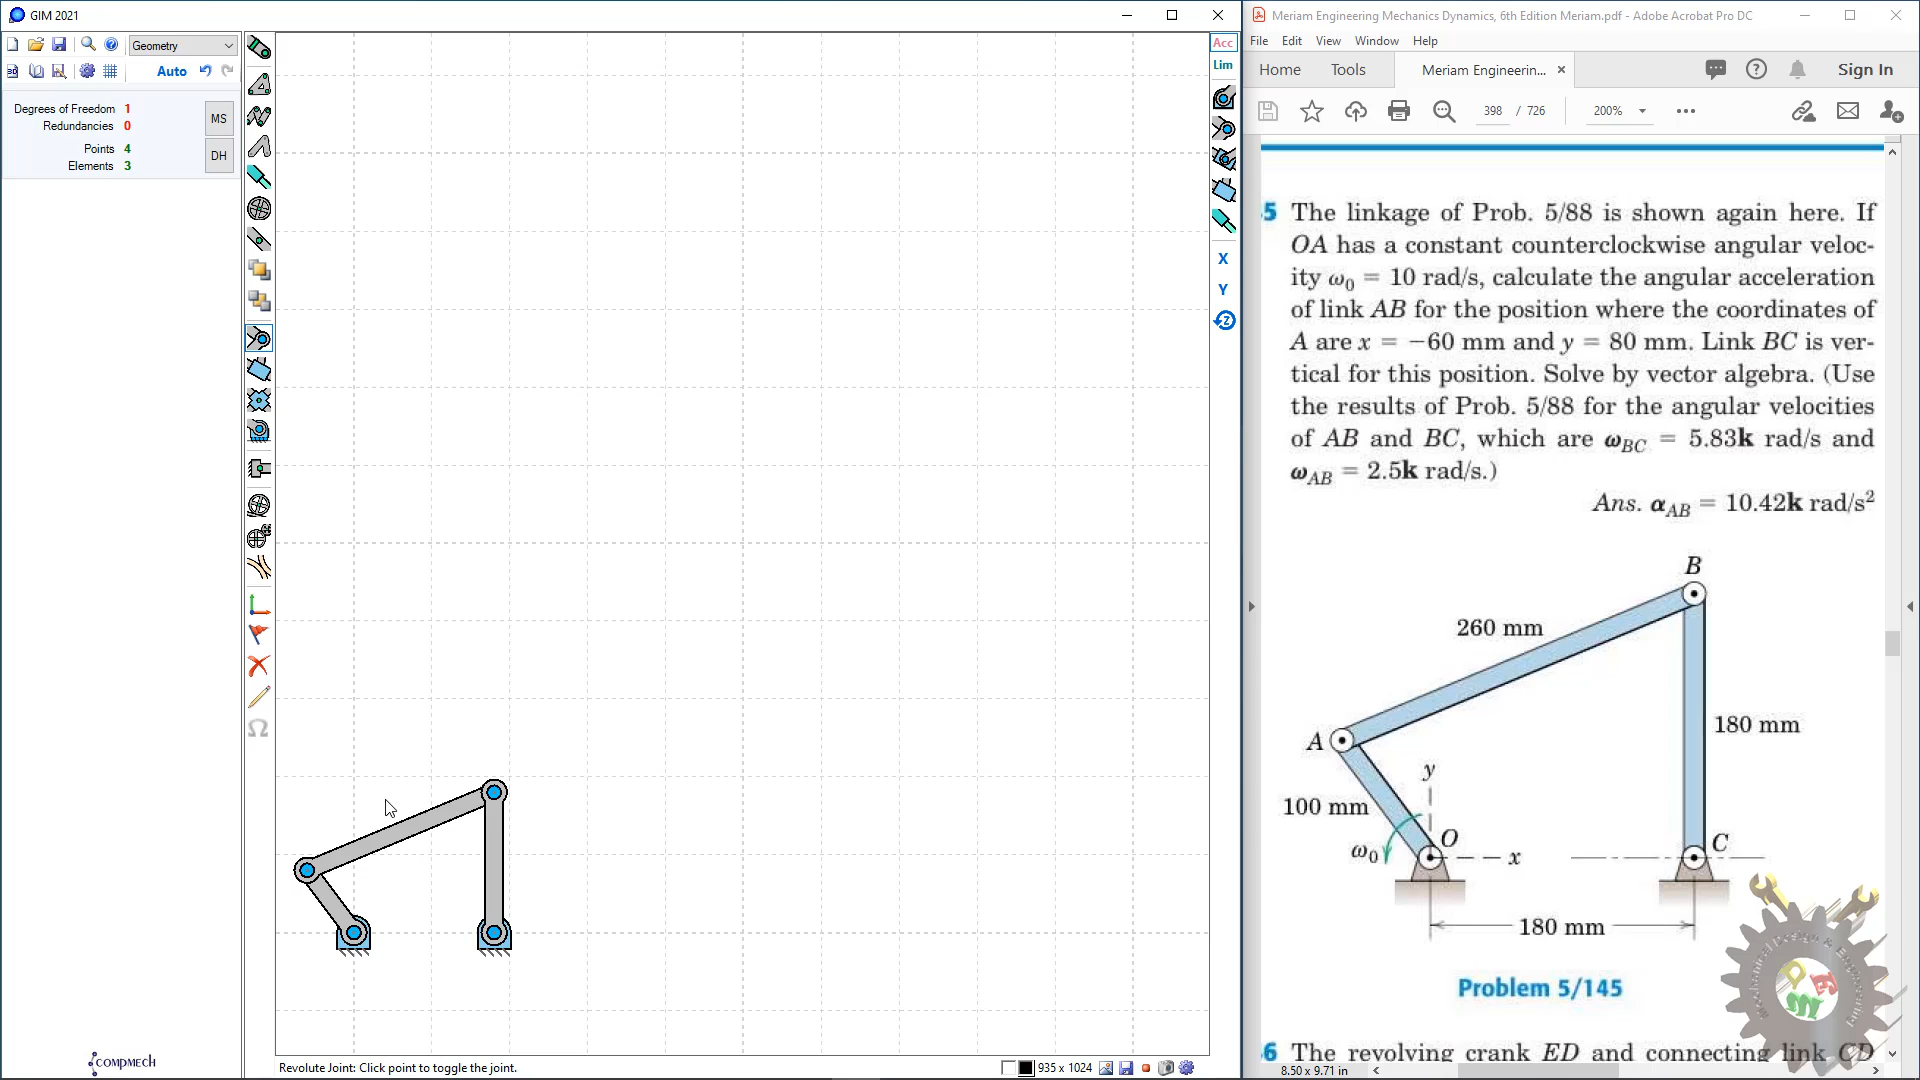 GIM 2021
Geometry
Auto
Degrees of Freedom 1
Redundancies 0
Points 4
Elements 3
MS
DH
COMPMECH
Acc
Lim
X
Y
Z
Revolute Joint: Click point to toggle the joint.
935 x 1024
Meriam Engineering Mechanics Dynamics, 6th Edition Meriam.pdf - Adobe Acrobat Pro DC
File Edit View Window Help
Home Tools Meriam Engineerin... × Sign In
398 / 726 200%
5 The linkage of Prob. 5/88 is shown again here. If
OA has a constant counterclockwise angular veloc-
ity ω0 = 10 rad/s, calculate the angular acceleration
of link AB for the position where the coordinates of
A are x = −60 mm and y = 80 mm. Link BC is ver-
tical for this position. Solve by vector algebra. (Use
the results of Prob. 5/88 for the angular velocities
of AB and BC, which are ωBC = 5.83k rad/s and
ωAB = 2.5k rad/s.)
Ans. αAB = 10.42k rad/s2
B
260 mm
180 mm
A
y
100 mm
O
C
ω0
x
180 mm
Problem 5/145
6 The revolving crank ED and connecting link CD
8.50 x 9.71 in